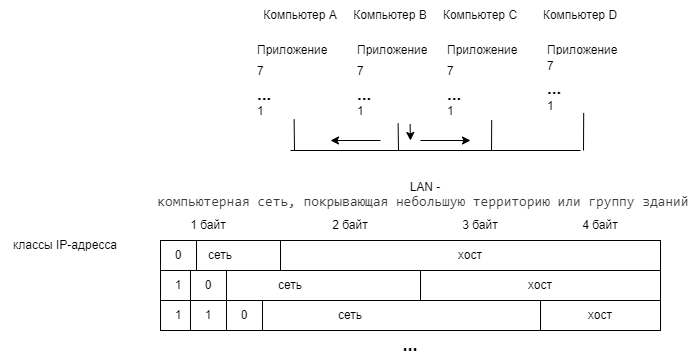 Компьютер A Компьютер B Компьютер C Компьютер D
Приложение Приложение Приложение Приложение
7 7 7 7
... ... ... ...
1 1 1 1
LAN -
компьютерная сеть, покрывающая небольшую территорию или группу зданий
1 байт 2 байт 3 байт 4 байт
классы IP-адресса
0 сеть хост
1 0 сеть хост
1 1 0 сеть хост
...